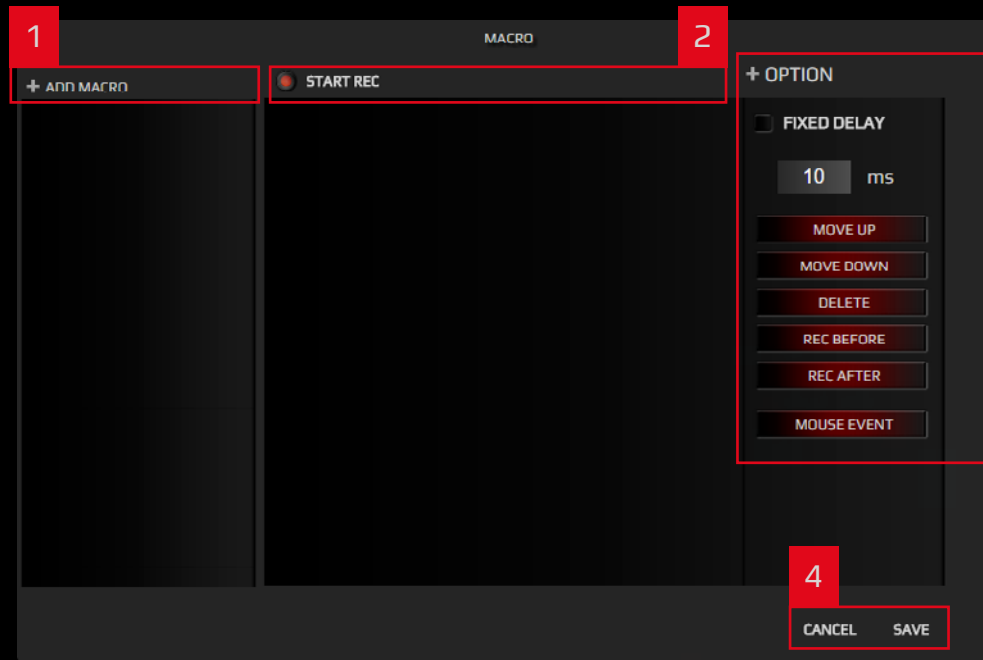 1
MACRO
2
+ ADD MACRO
START REC
+ OPTION
FIXED DELAY
10 ms
MOVE UP
MOVE DOWN
DELETE
REC BEFORE
REC AFTER
MOUSE EVENT
4
CANCEL SAVE